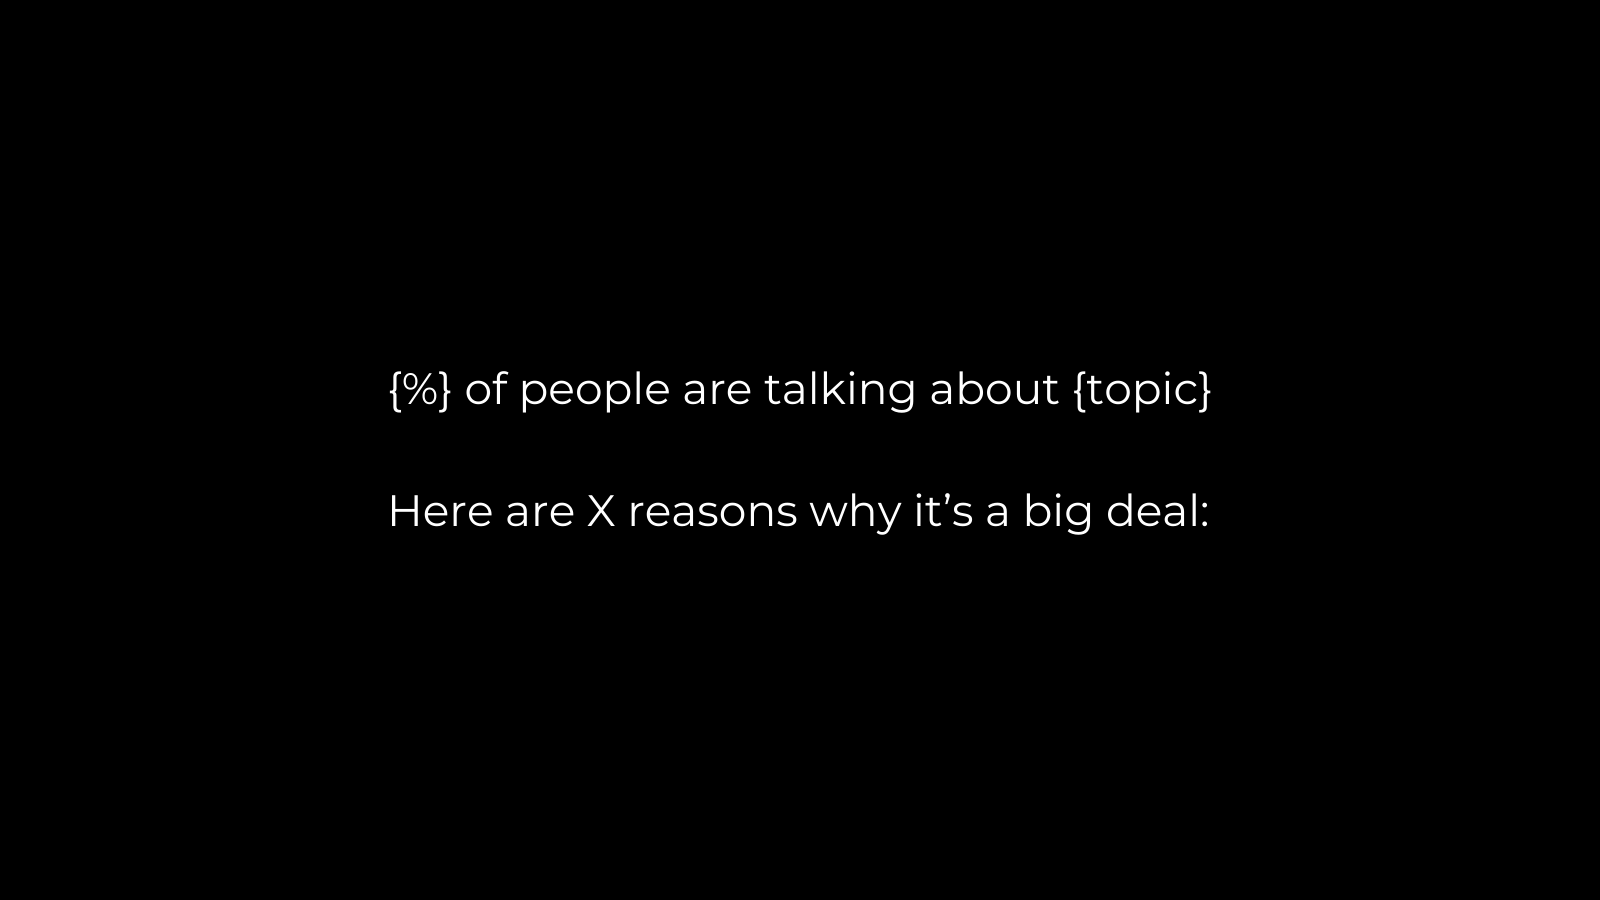 {%} of people are talking about {topic}
Here are X reasons why it’s a big deal: